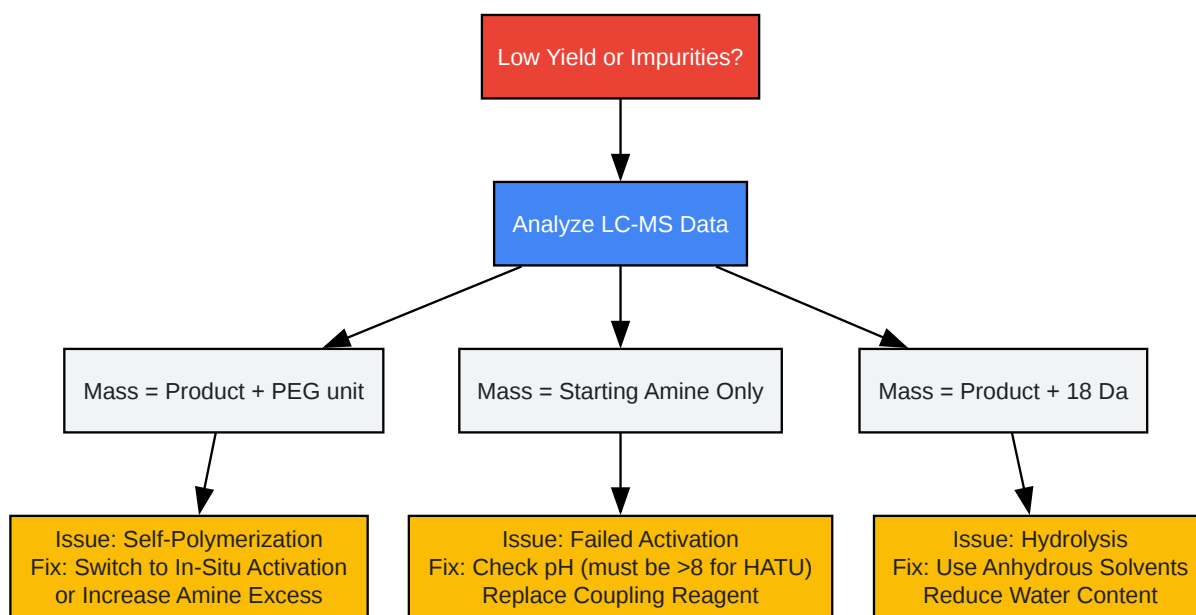 Low Yield or Impurities?
Analyze LC-MS Data
Mass = Product + PEG unit
Mass = Starting Amine Only
Mass = Product + 18 Da
Issue: Self-Polymerization
Fix: Switch to In-Situ Activation
or Increase Amine Excess
Issue: Failed Activation
Fix: Check pH (must be >8 for HATU)
Replace Coupling Reagent
Issue: Hydrolysis
Fix: Use Anhydrous Solvents
Reduce Water Content